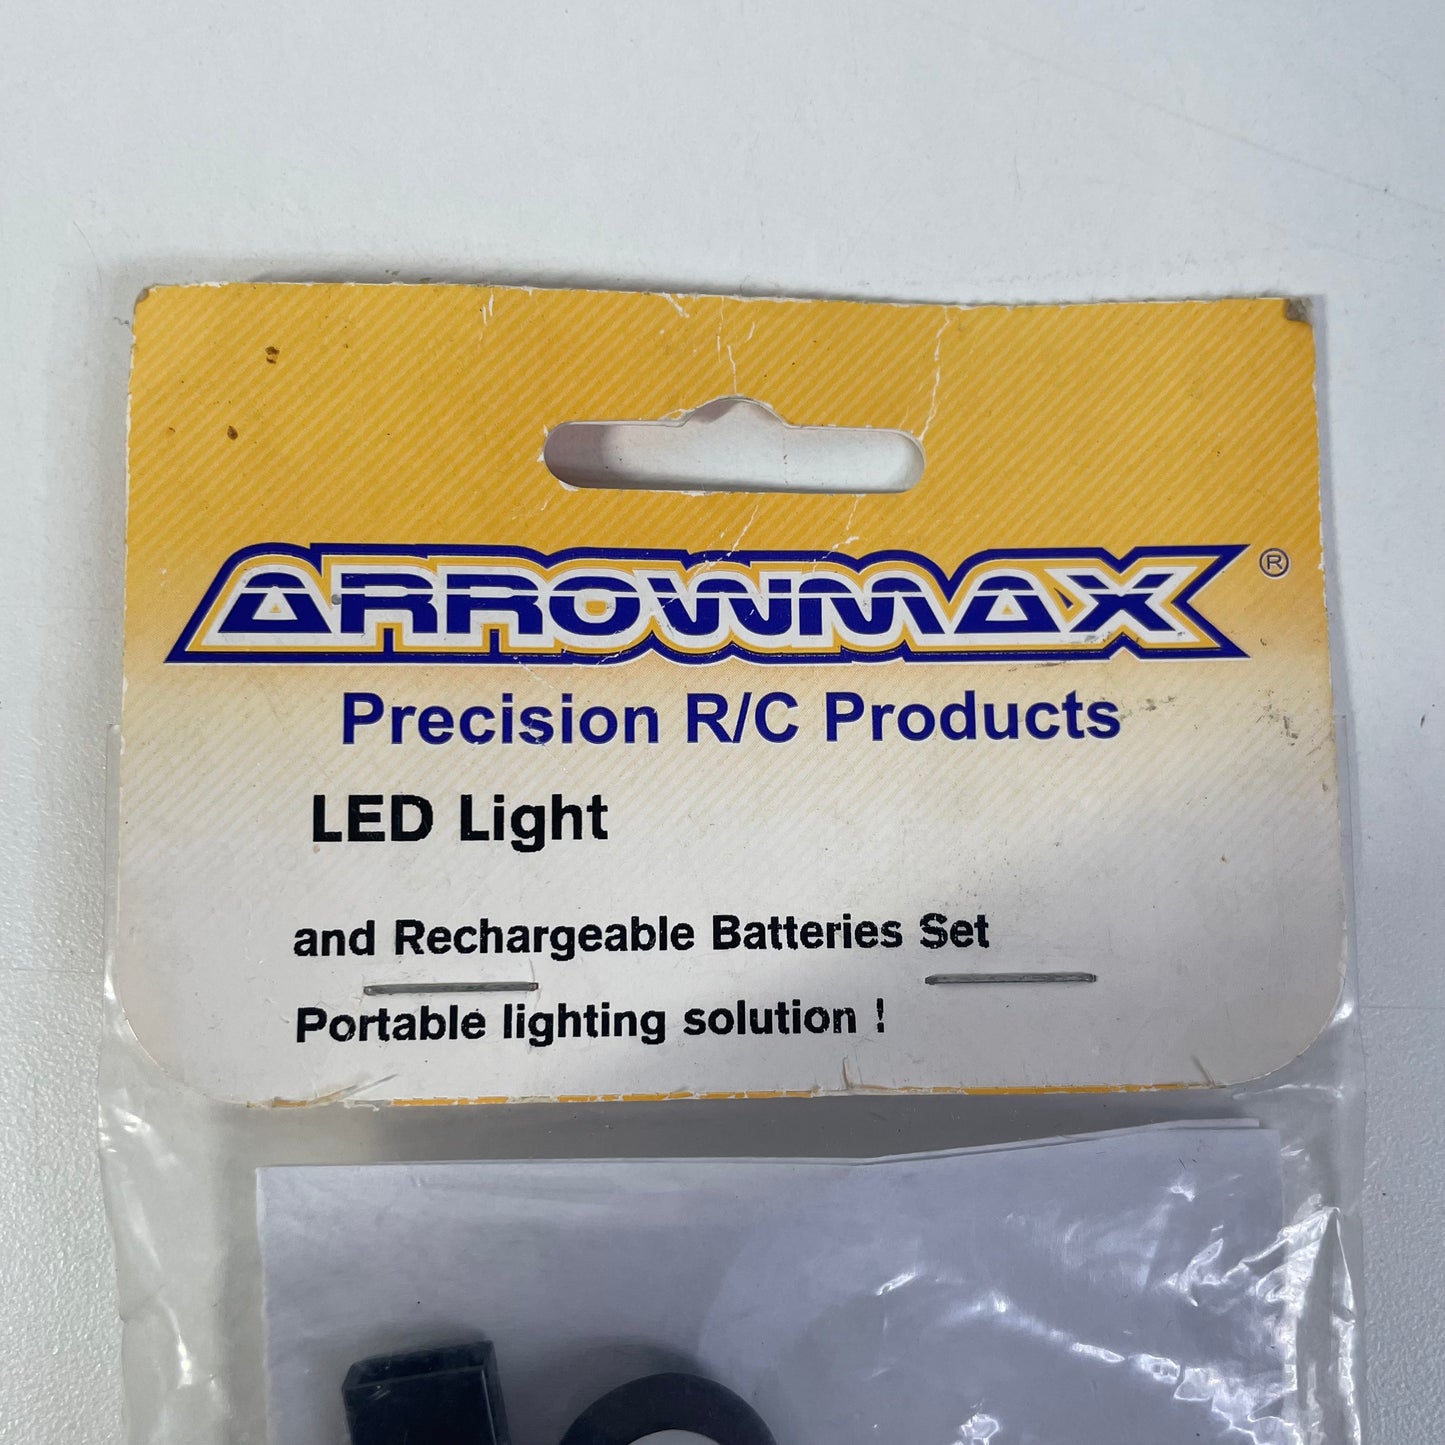 ARROWMAX ®
Precision R/C Products
LED Light
and Rechargeable Batteries Set
Portable lighting solution !